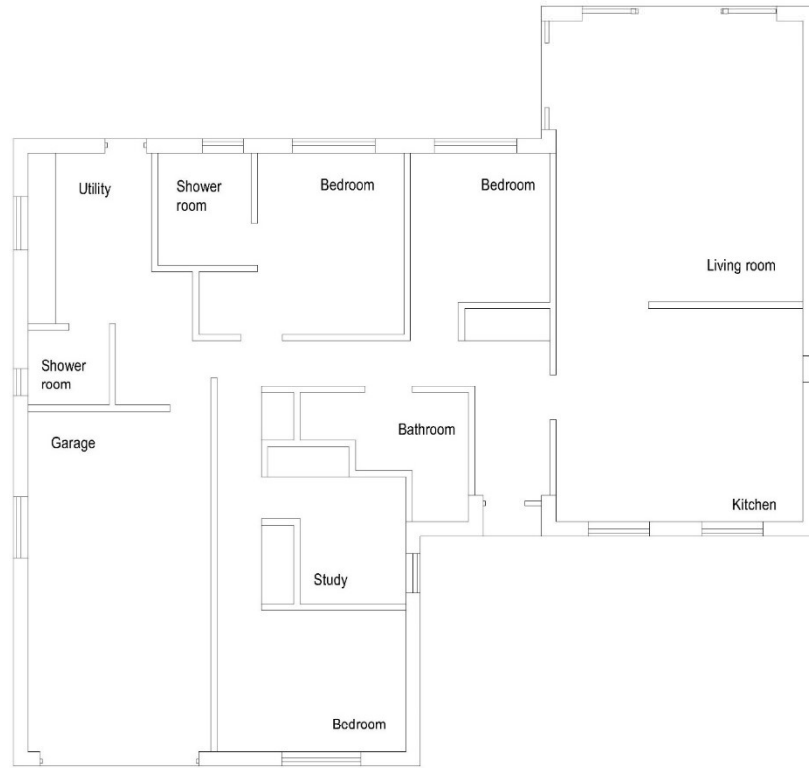 Utility
Shower
room
Bedroom
Bedroom
Living room
Shower
room
Garage
Bathroom
Kitchen
Study
Bedroom